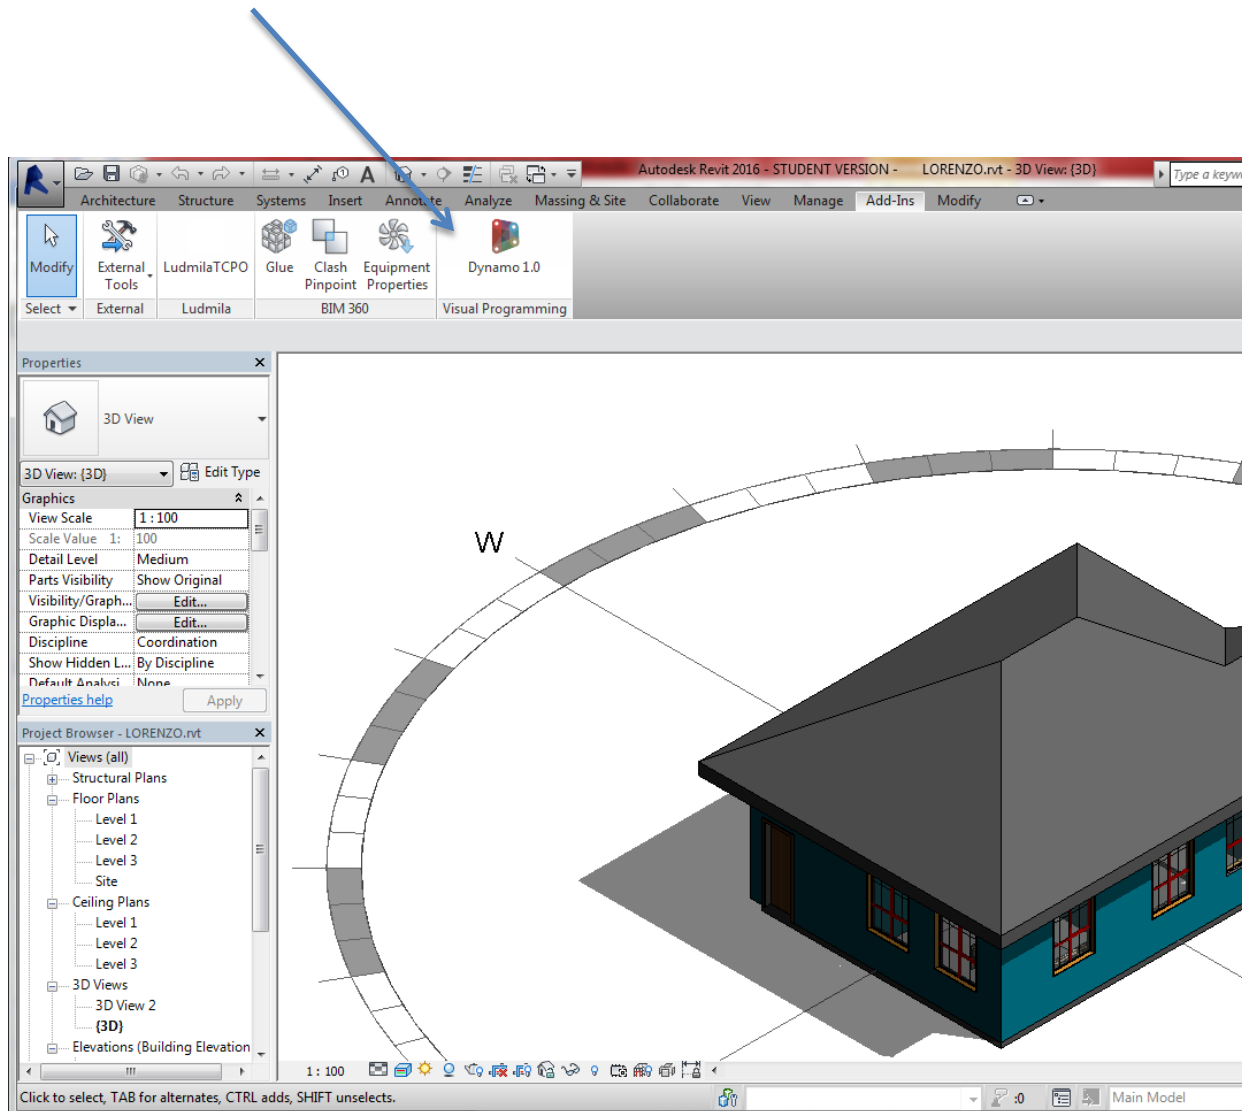 Autodesk Revit 2016 - STUDENT VERSION - LORENZO.rvt - 3D View: {3D}
Type a keyw
Architecture Structure Systems Insert Annotate Analyze Massing & Site Collaborate View Manage Add-Ins Modify
Modify External Tools LudmilaTCPO Glue Clash Pinpoint Equipment Properties Dynamo 1.0
Select External Ludmila BIM 360 Visual Programming
Properties
3D View
3D View: {3D} Edit Type
Graphics
View Scale 1 : 100
Scale Value 1: 100
Detail Level Medium
Parts Visibility Show Original
Visibility/Graph... Edit...
Graphic Displa... Edit...
Discipline Coordination
Show Hidden L... By Discipline
Default Analysi None
Properties help Apply
Project Browser - LORENZO.rvt
Views (all)
Structural Plans
Floor Plans
Level 1
Level 2
Level 3
Site
Ceiling Plans
Level 1
Level 2
Level 3
3D Views
3D View 2
{3D}
Elevations (Building Elevation
W
1 : 100
Click to select, TAB for alternates, CTRL adds, SHIFT unselects.
:0
Main Model